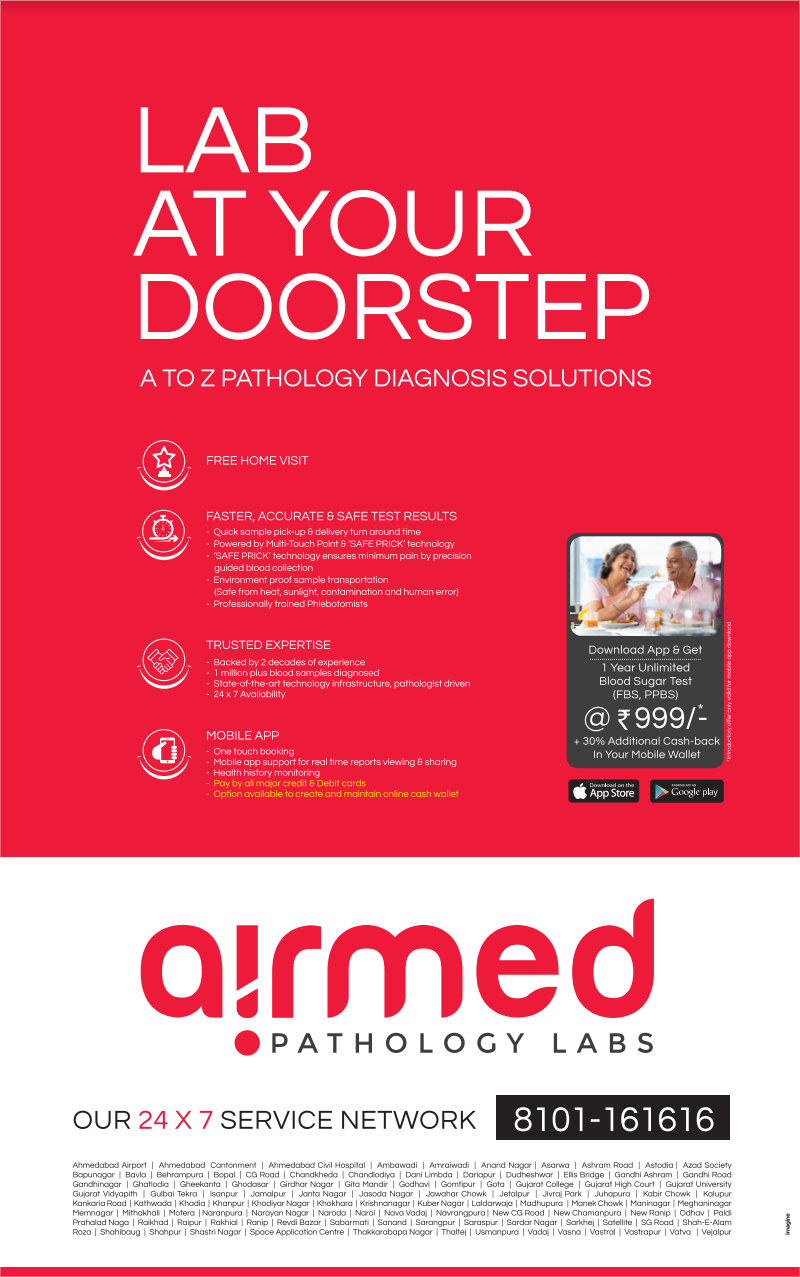 LAB
AT YOUR
DOORSTEP
A TO Z PATHOLOGY DIAGNOSIS SOLUTIONS
FREE HOME VISIT
FASTER, ACCURATE & SAFE TEST RESULTS
- Quick sample pick-up & delivery turn around time
- Powered by Multi-Touch Point & 'SAFE PRICK' technology
- 'SAFE PRICK' technology ensures minimum pain by precision
guided blood collection
- Environment proof sample transportation
(Safe from heat, sunlight, contamination and human error)
- Professionally trained Phlebotomists
TRUSTED EXPERTISE
- Backed by 2 decades of experience
- 1 million plus blood samples diagnosed
- State-of-the-art technology infrastructure, pathologist driven
- 24 x 7 Availability
MOBILE APP
- One touch booking
- Mobile app support for real time reports viewing & sharing
- Health history monitoring
- Pay by all major credit & Debit cards
- Option available to create and maintain online cash wallet
Download App & Get
1 Year Unlimited
Blood Sugar Test
(FBS, PPBS)
@ ₹999/-*
+ 30% Additional Cash-back
In Your Mobile Wallet
*Introductory offer only valid for mobile app download
Download on the
App Store
ANDROID APP ON
Google play
airmed
PATHOLOGY LABS
OUR 24 X 7 SERVICE NETWORK 8101-161616
Ahmedabad Airport | Ahmedabad Cantonment | Ahmedabad Civil Hospital | Ambawadi | Amraiwadi | Anand Nagar | Asarwa | Ashram Road | Astodia | Azad Society
Bapunagar | Bavla | Behrampura | Bopal | CG Road | Chandkheda | Chandlodiya | Dani Limbda | Dariapur | Dudheshwar | Ellis Bridge | Gandhi Ashram | Gandhi Road
Gandhinagar | Ghatlodia | Gheekanta | Ghodasar | Girdhar Nagar | Gita Mandir | Godhavi | Gomtipur | Gota | Gujarat College | Gujarat High Court | Gujarat University
Gujarat Vidyapith | Gulbai Tekra | Isanpur | Jamalpur | Janta Nagar | Jasoda Nagar | Jawahar Chowk | Jetalpur | Jivraj Park | Juhapura | Kabir Chowk | Kalupur
Kankaria Road | Kathwada | Khadia | Khanpur | Khodiyar Nagar | Khokhara | Krishnanagar | Kuber Nagar | Laldarwaja | Madhupura | Manek Chowk | Maninagar | Meghaninagar
Memnagar | Mithakhali | Motera | Naranpura | Narayan Nagar | Naroda | Narol | Nava Vadaj | Navrangpura | New CG Road | New Chamanpura | New Ranip | Odhav | Paldi
Prahalad Naga | Raikhad | Raipur | Rakhial | Ranip | Revdi Bazar | Sabarmati | Sanand | Sarangpur | Saraspur | Sardar Nagar | Sarkhej | Satellite | SG Road | Shah-E-Alam
Roza | Shahibaug | Shahpur | Shastri Nagar | Space Application Centre | Thakkarabapa Nagar | Thaltej | Usmanpura | Vadaj | Vasna | Vastral | Vastrapur | Vatva | Vejalpur
imagine